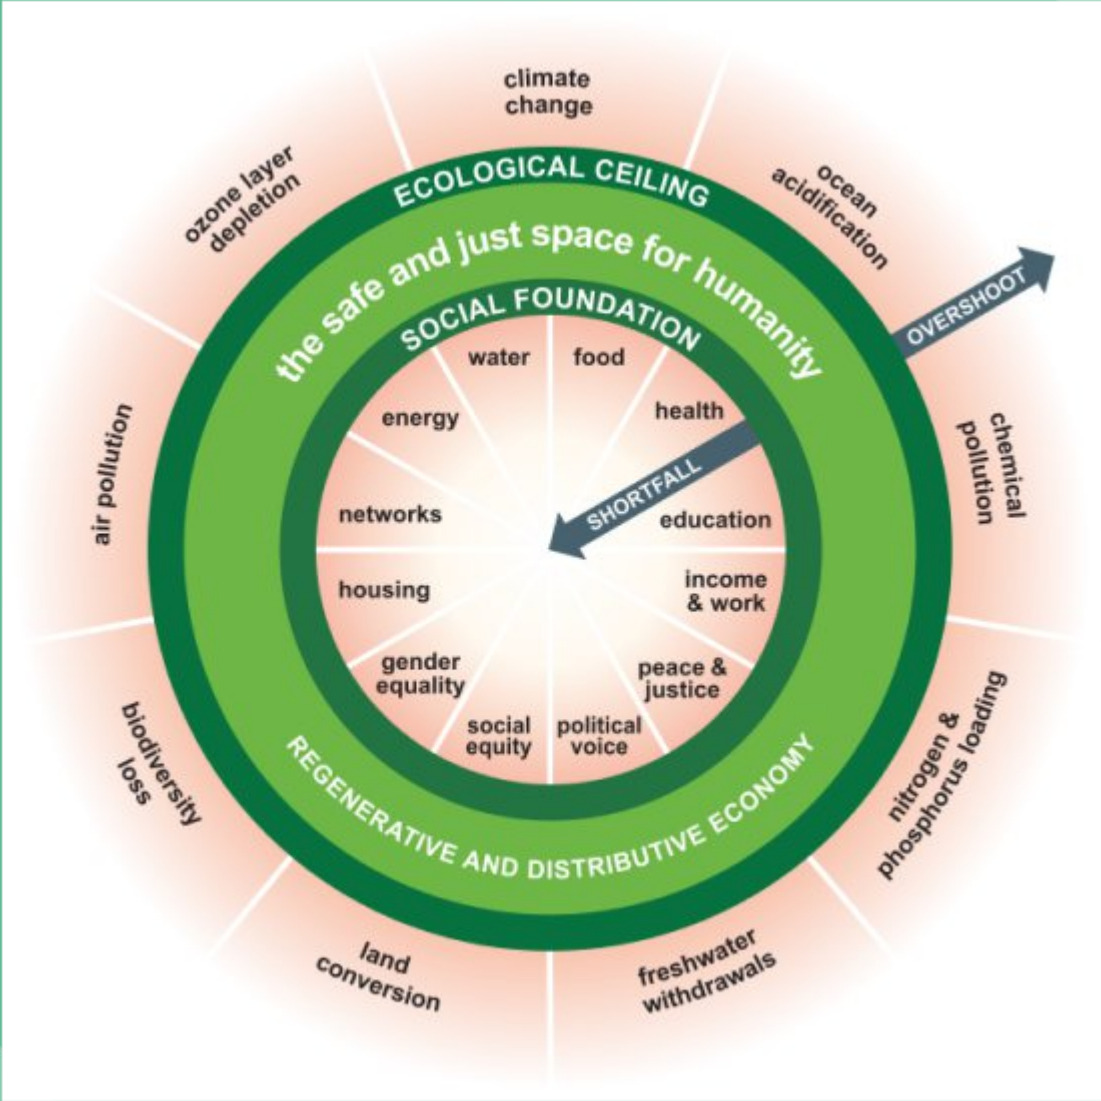 climate
change
ozone layer
depletion
ocean
acidification
ECOLOGICAL CEILING
the safe and just space for humanity
OVERSHOOT
SOCIAL FOUNDATION
water
food
energy
health
air pollution
chemical
pollution
SHORTFALL
networks
education
housing
income
& work
gender
equality
peace &
justice
social
equity
political
voice
biodiversity
loss
nitrogen &
phosphorus loading
REGENERATIVE AND DISTRIBUTIVE ECONOMY
land
conversion
freshwater
withdrawals